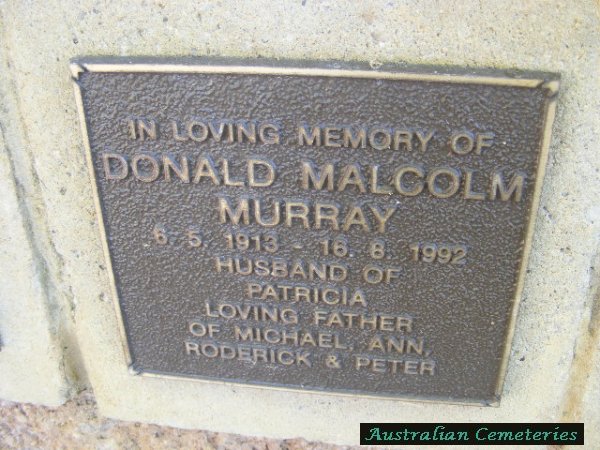 IN LOVING MEMORY OF
DONALD MALCOLM
MURRAY
6. 5. 1913 - 16. 8. 1992
HUSBAND OF
PATRICIA
LOVING FATHER
OF MICHAEL, ANN,
RODERICK & PETER
Australian Cemeteries